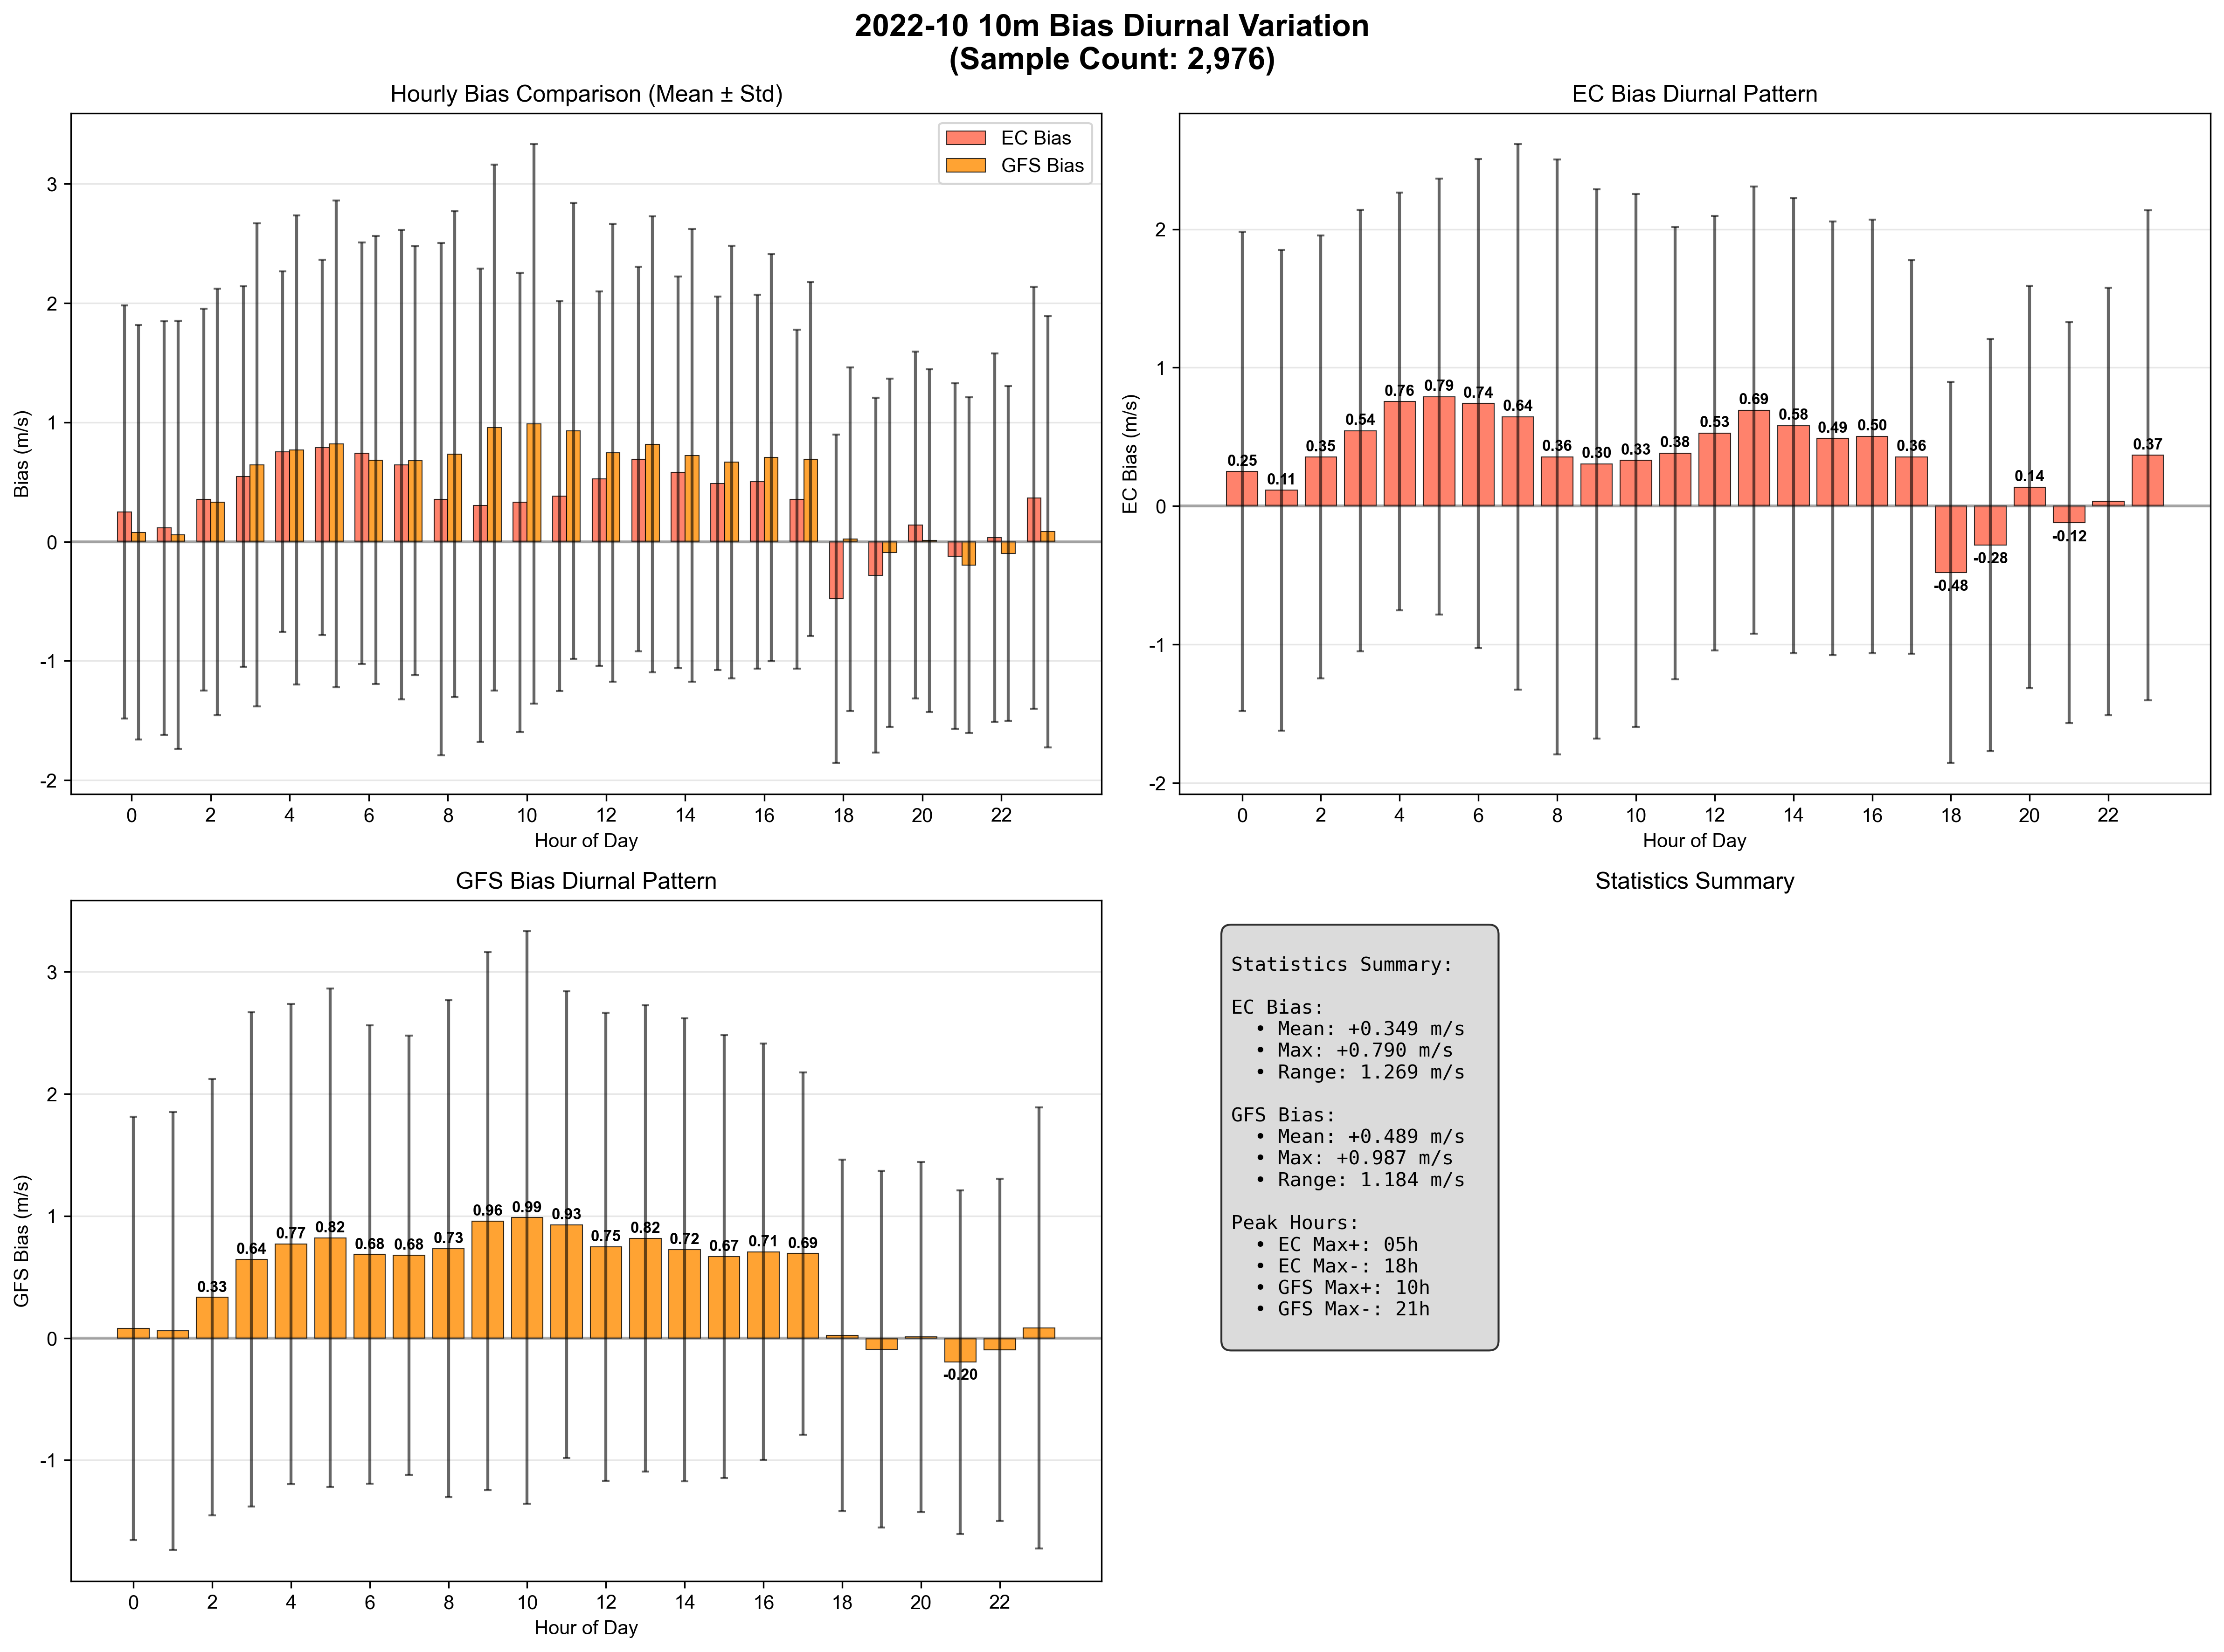 2022-10 10m Bias Diurnal Variation
(Sample Count: 2,976)
Hourly Bias Comparison (Mean ± Std)
EC Bias
GFS Bias
Bias (m/s)
3
2
1
0
-1
-2
0 2 4 6 8 10 12 14 16 18 20 22
Hour of Day
EC Bias Diurnal Pattern
EC Bias (m/s)
2
1
0
-1
-2
0.25 0.11 0.35 0.54 0.76 0.79 0.74 0.64 0.36 0.30 0.33 0.38 0.53 0.69 0.58 0.49 0.50 0.36 -0.48 -0.28 0.14 -0.12 0.37
0 2 4 6 8 10 12 14 16 18 20 22
Hour of Day
GFS Bias Diurnal Pattern
GFS Bias (m/s)
3
2
1
0
-1
0.33 0.64 0.77 0.82 0.68 0.68 0.73 0.96 0.99 0.93 0.75 0.82 0.72 0.67 0.71 0.69 -0.20
0 2 4 6 8 10 12 14 16 18 20 22
Hour of Day
Statistics Summary
Statistics Summary:
EC Bias:
• Mean: +0.349 m/s
• Max: +0.790 m/s
• Range: 1.269 m/s
GFS Bias:
• Mean: +0.489 m/s
• Max: +0.987 m/s
• Range: 1.184 m/s
Peak Hours:
• EC Max+: 05h
• EC Max-: 18h
• GFS Max+: 10h
• GFS Max-: 21h